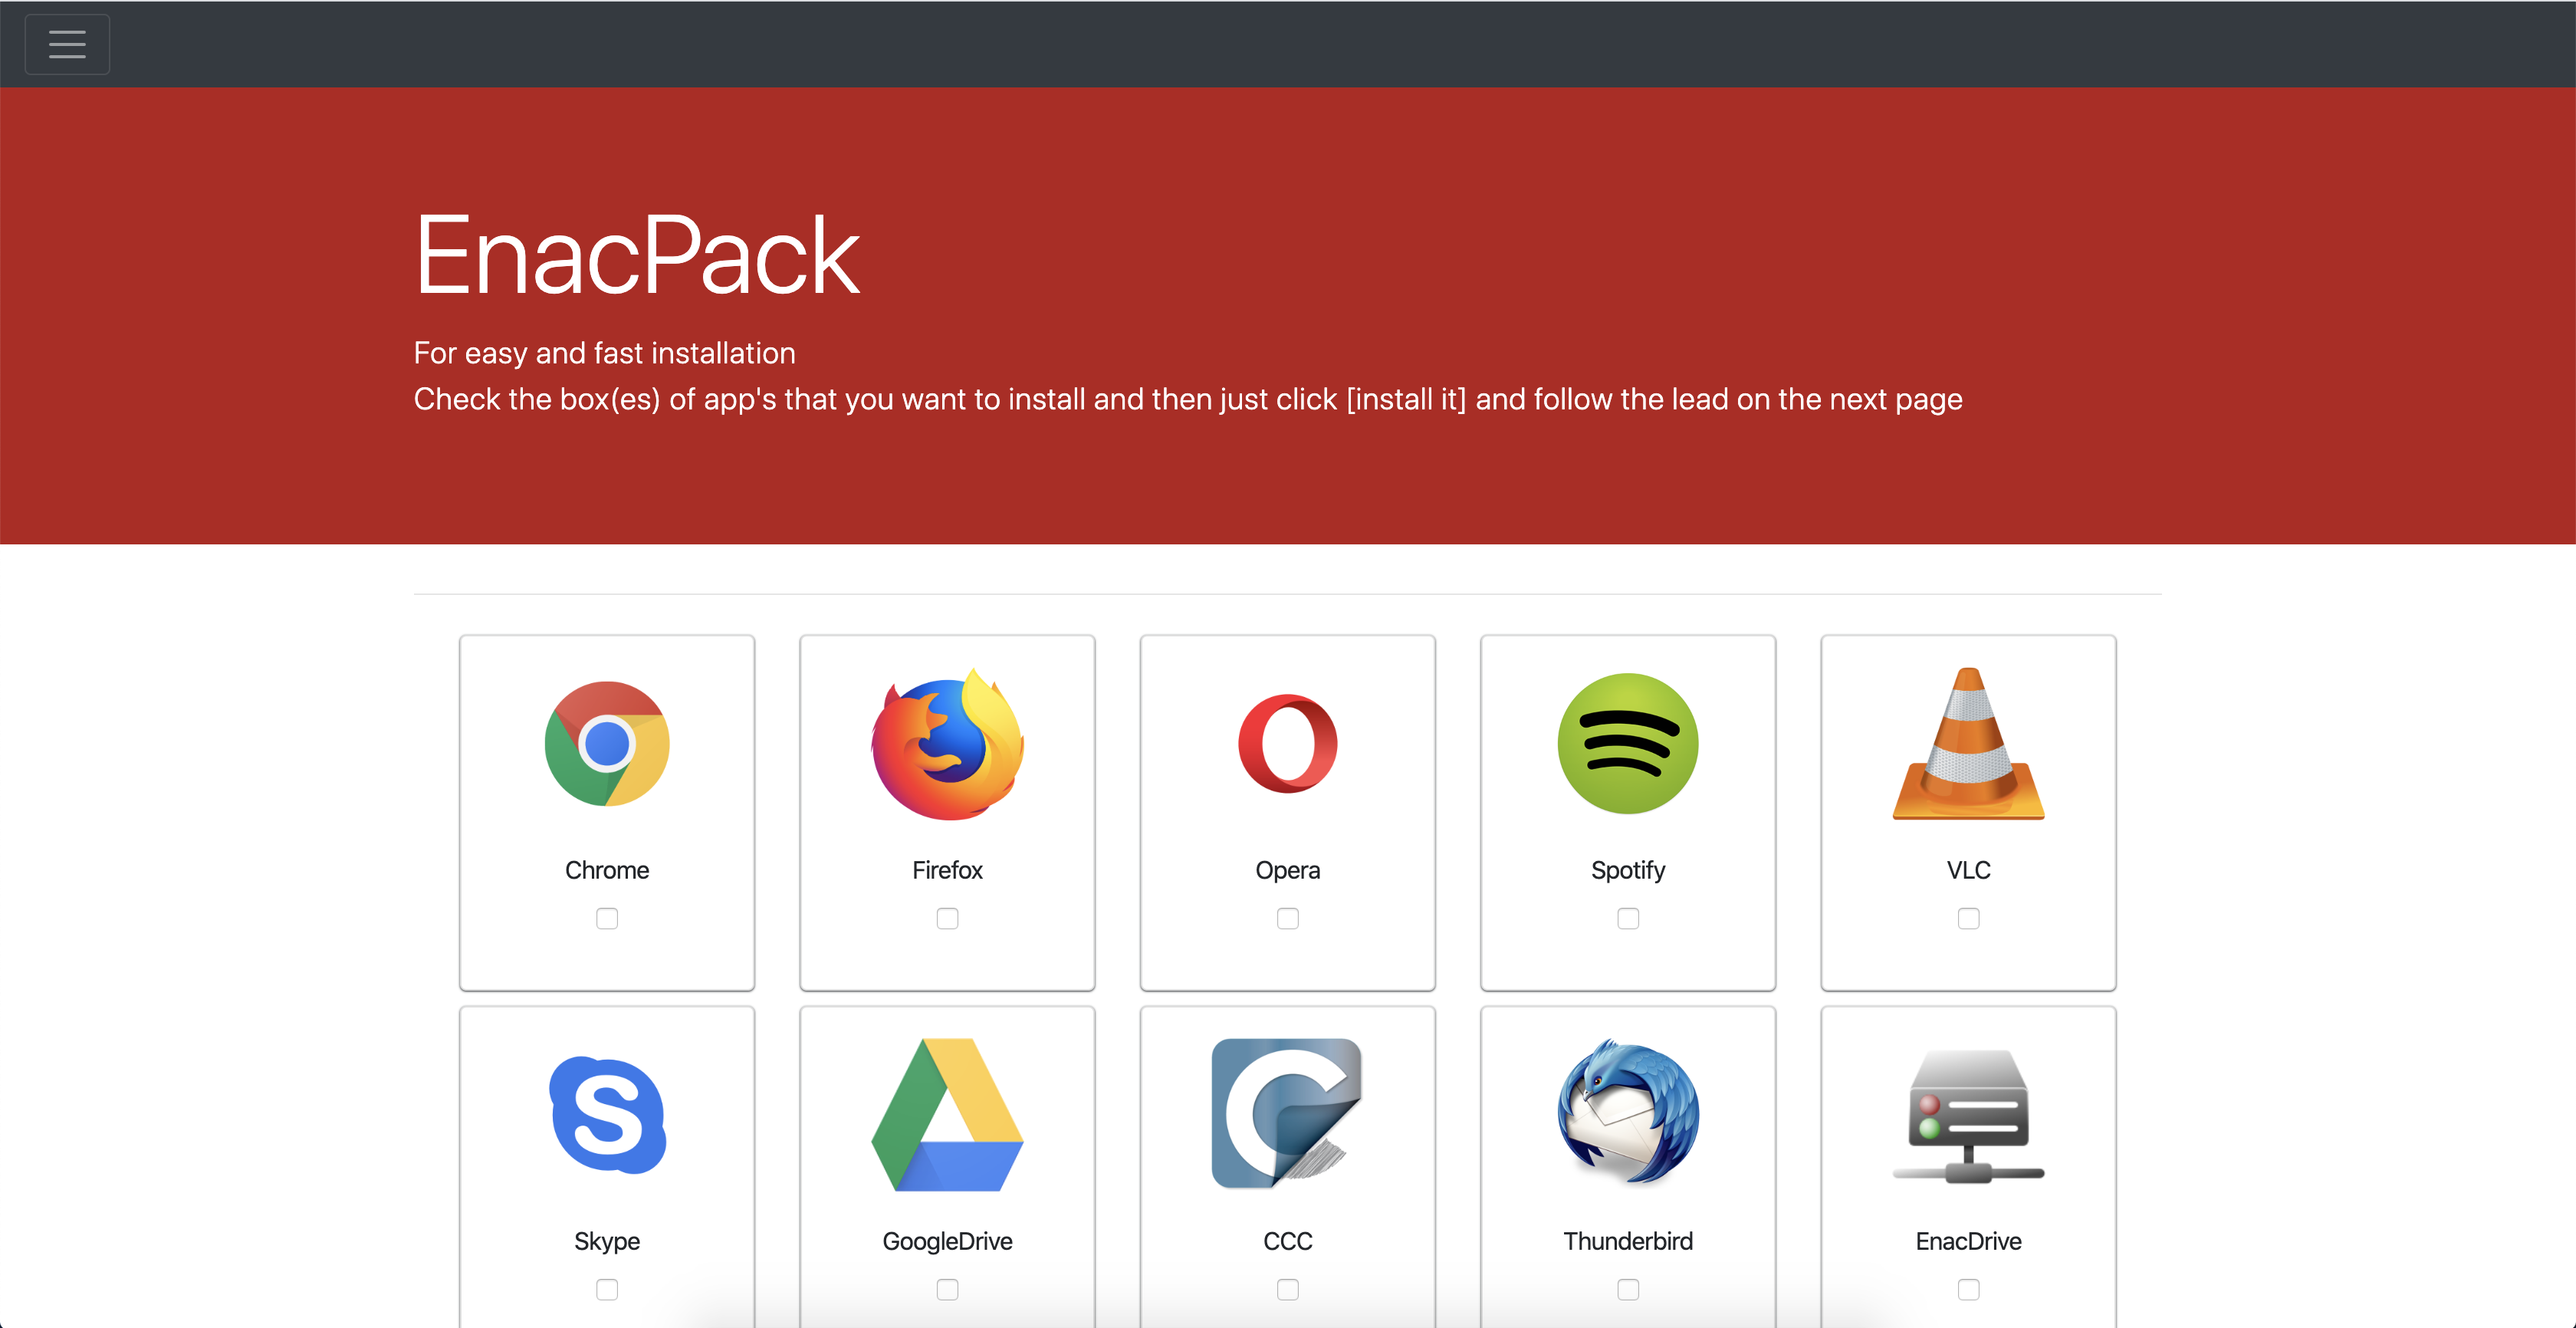 EnacPack
For easy and fast installation
Check the box(es) of app's that you want to install and then just click [install it] and follow the lead on the next page
Chrome
Firefox
Opera
Spotify
VLC
Skype
GoogleDrive
CCC
Thunderbird
EnacDrive